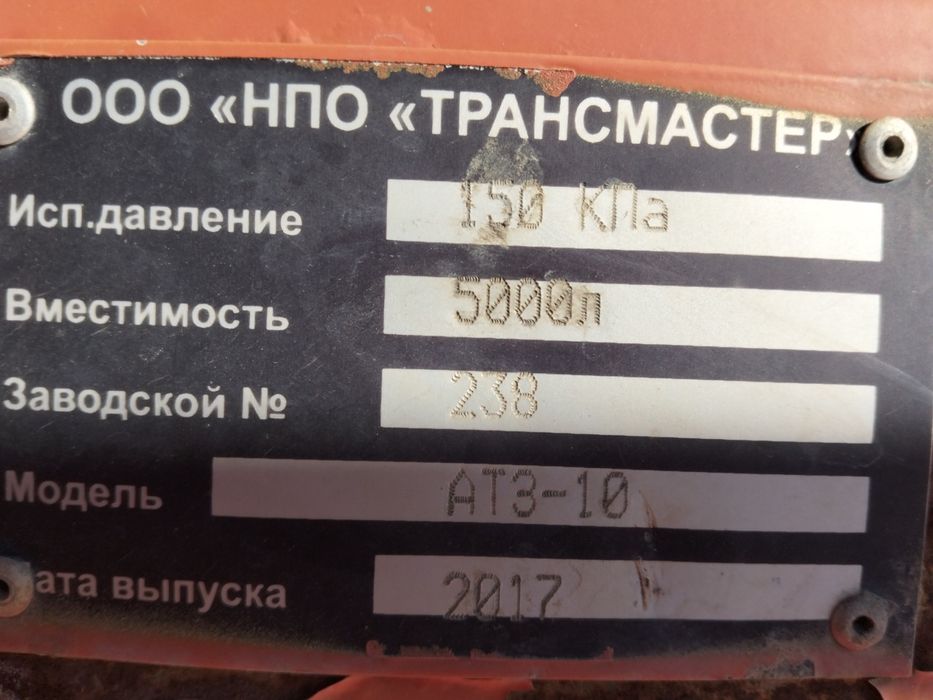 ООО «НПО «ТРАНСМАСТЕР»
Исп.давление 150 КПа
Вместимость 5000л
Заводской № 238
Модель АТЗ-10
ата выпуска 2017